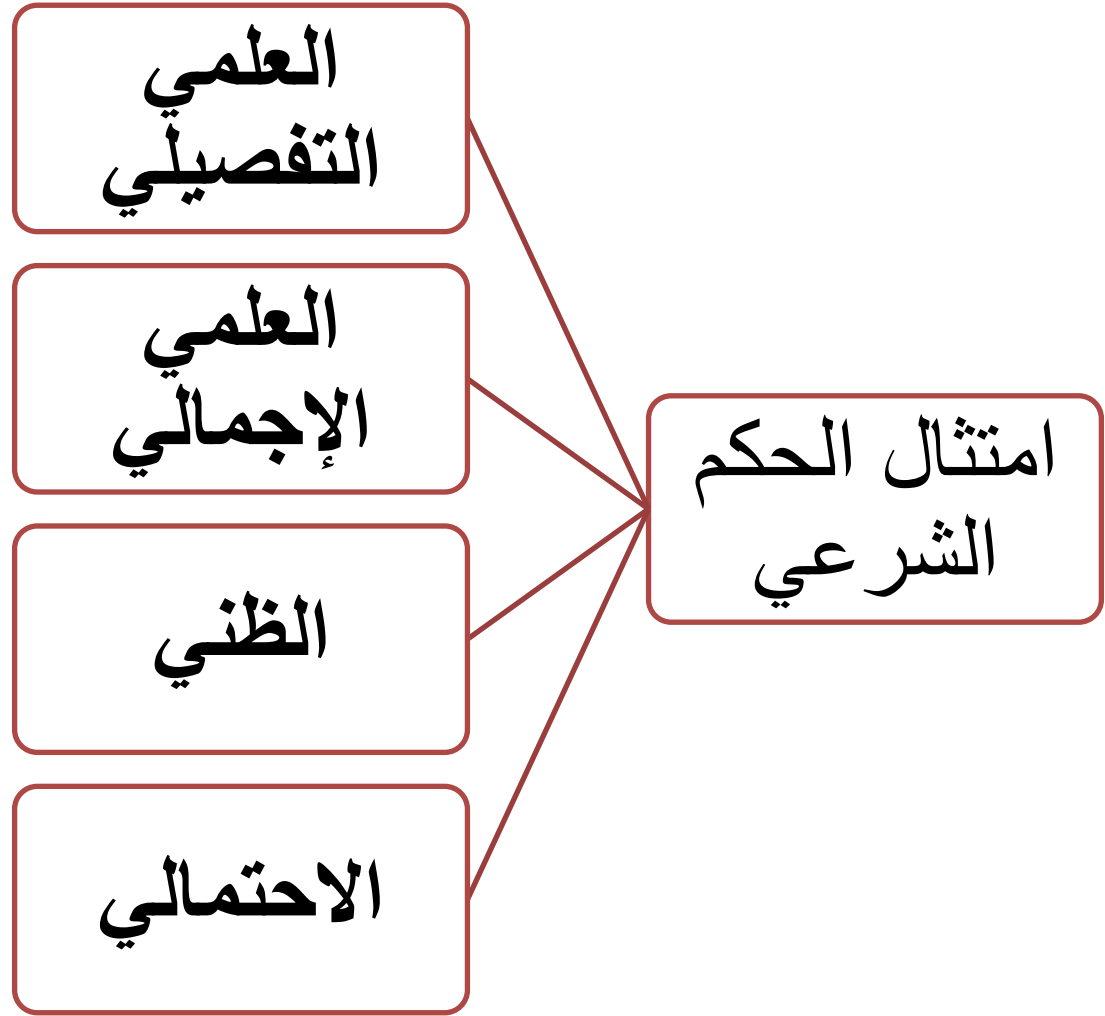 امتثال الحكم
الشرعي
العلمي
التفصيلي
العلمي
الإجمالي
الظني
الاحتمالي